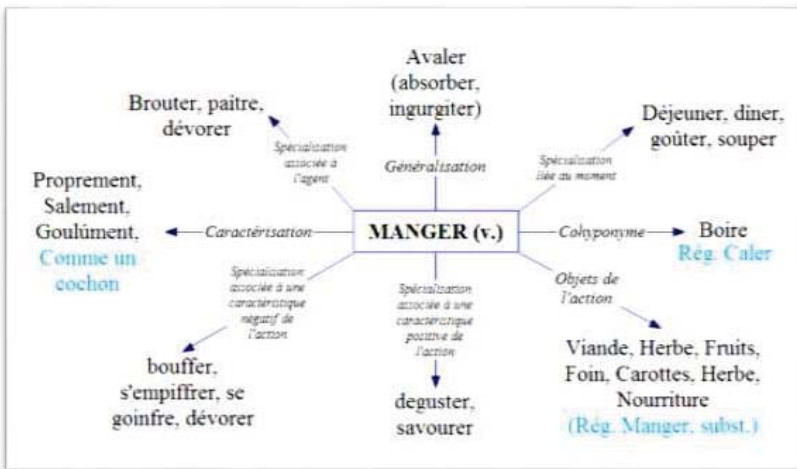 Avaler
(absorber,
ingurgiter)
Brouter, paitre,
dévorer
Déjeuner, diner,
goûter, souper
Spécialisation
associée à
l'agent
Généralisation
Spécialisation
liée au moment
Proprement,
Salement,
Goulûment,
Comme un
cochon
Caractérisation
MANGER (v.)
Cohyponyme
Boire
Rég. Caler
Spécialisation
associée à une
caractéristique
négatif de
l'action
Spécialisation
associée à une
caractéristique
positive de
l'action
Objets de
l'action
bouffer,
s'empiffrer, se
goinfre, dévorer
deguster,
savourer
Viande, Herbe, Fruits,
Foin, Carottes, Herbe,
Nourriture
(Rég. Manger, subst.)